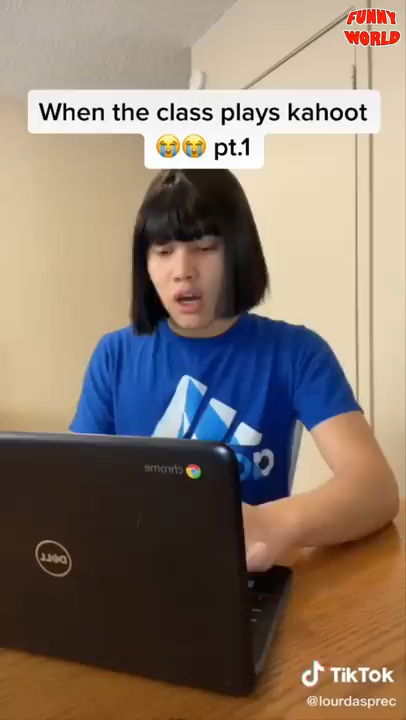 FUNNY
WORLD
When the class plays kahoot
😭😭 pt.1
chrome
DELL
TikTok
@lourdasprec